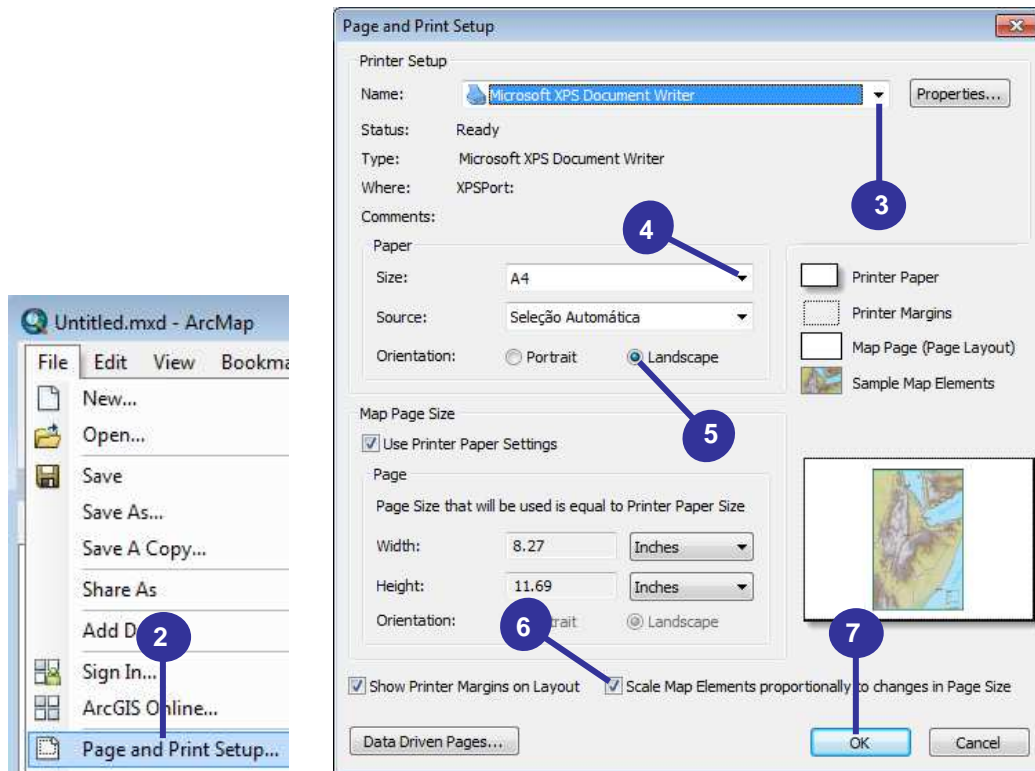 Untitled.mxd - ArcMap
File Edit View
New...
Open...
Save
Save As...
Save A Copy...
Share As
Add
2
Sign In...
ArcGIS Online...
Page and Print Setup...
Page and Print Setup
Printer Setup
Name: Microsoft XPS Document Writer Properties...
Status: Ready
Type: Microsoft XPS Document Writer
Where: XPSPort:
3
Comments:
4
Paper
Size: A4
Source: Seleção Automática
Orientation: Portrait Landscape
Printer Paper
Printer Margins
Map Page (Page Layout)
Sample Map Elements
5
Map Page Size
Use Printer Paper Settings
Page
Page Size that will be used is equal to Printer Paper Size
Width: 8.27 Inches
Height: 11.69 Inches
Orientation: Landscape
6
7
Show Printer Margins on Layout Scale Map Elements proportionally to changes in Page Size
Data Driven Pages... OK Cancel